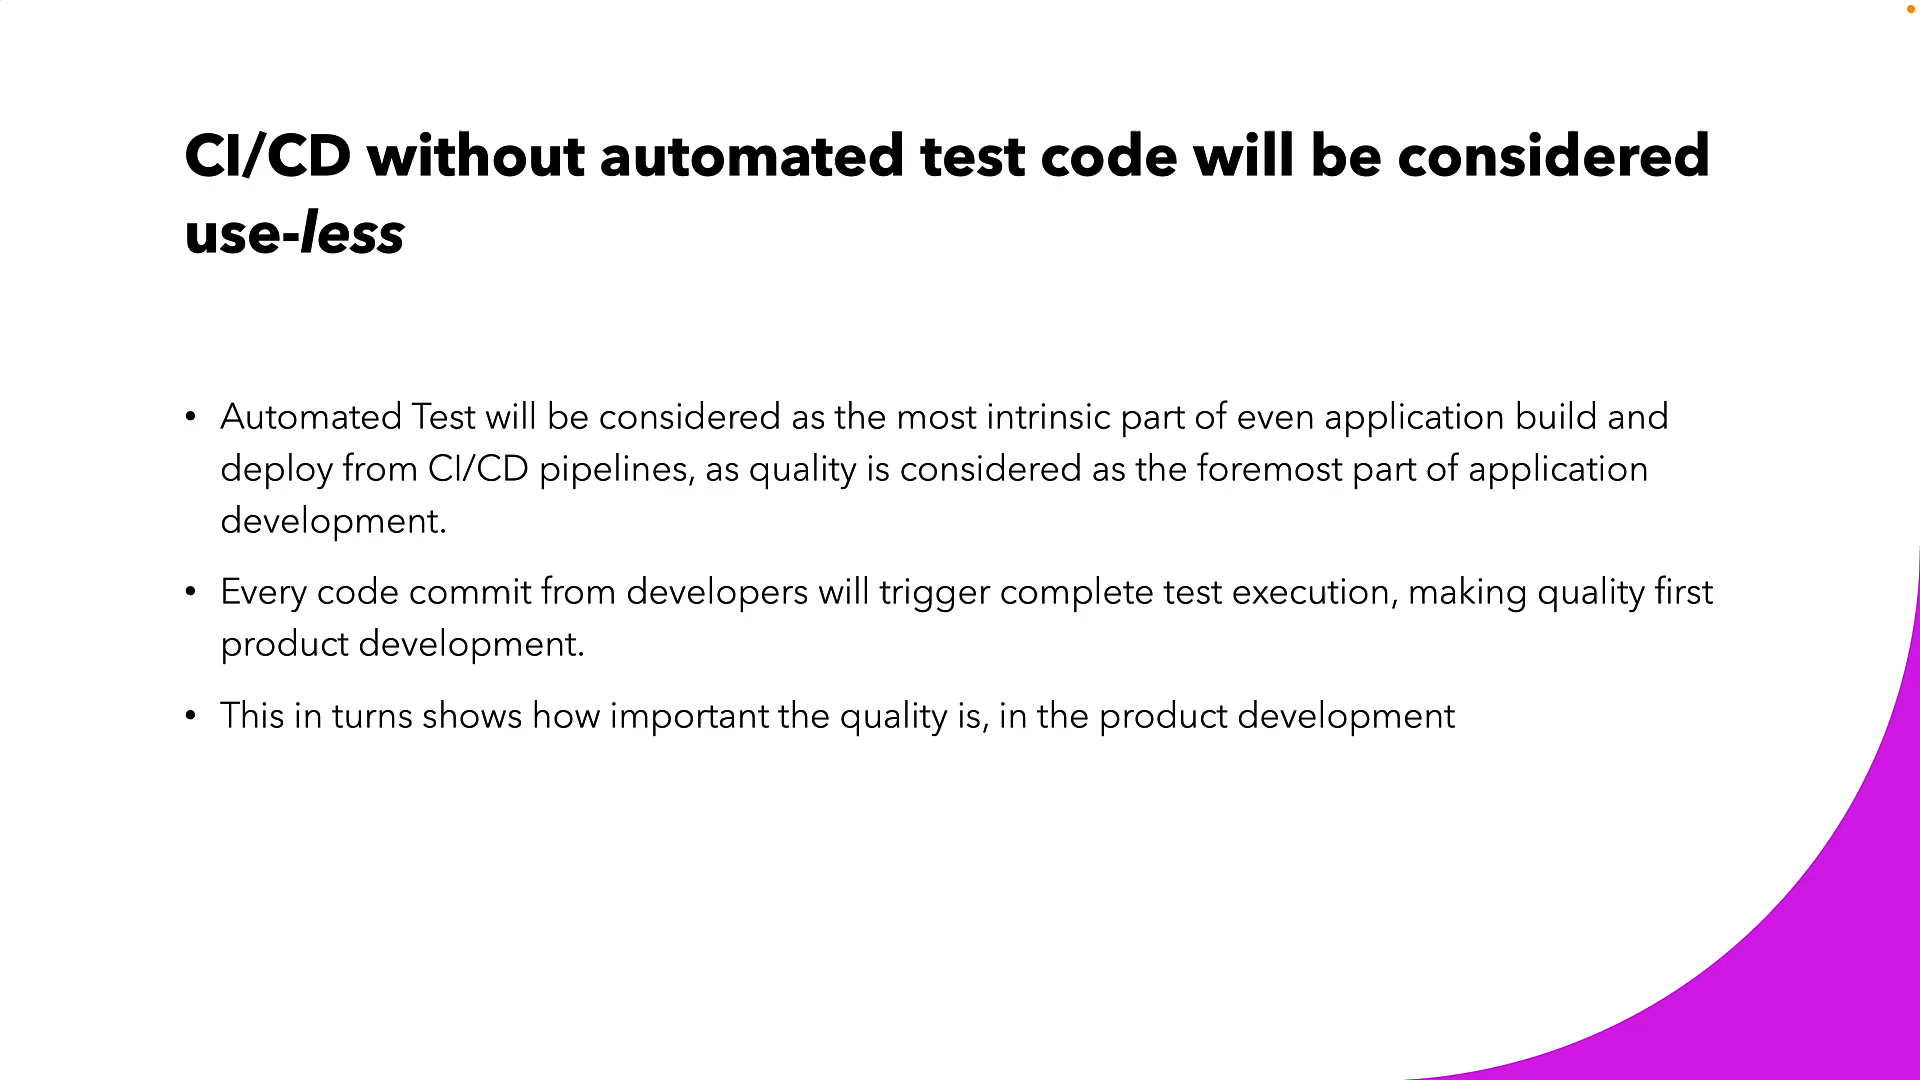 CI/CD without automated test code will be considered
use-less
• Automated Test will be considered as the most intrinsic part of even application build and
deploy from CI/CD pipelines, as quality is considered as the foremost part of application
development.
• Every code commit from developers will trigger complete test execution, making quality first
product development.
• This in turns shows how important the quality is, in the product development